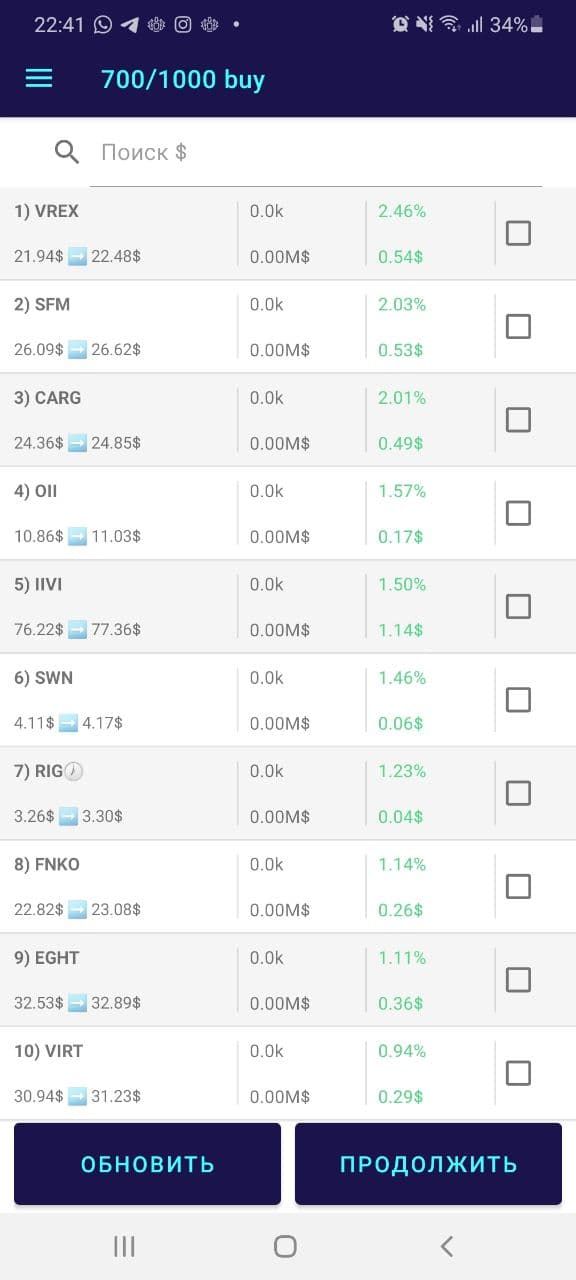 22:41 34%
700/1000 buy
Поиск $
1) VREX 0.0k 2.46%
21.94$ ➡️ 22.48$ 0.00M$ 0.54$
2) SFM 0.0k 2.03%
26.09$ ➡️ 26.62$ 0.00M$ 0.53$
3) CARG 0.0k 2.01%
24.36$ ➡️ 24.85$ 0.00M$ 0.49$
4) OII 0.0k 1.57%
10.86$ ➡️ 11.03$ 0.00M$ 0.17$
5) IIVI 0.0k 1.50%
76.22$ ➡️ 77.36$ 0.00M$ 1.14$
6) SWN 0.0k 1.46%
4.11$ ➡️ 4.17$ 0.00M$ 0.06$
7) RIG🕖 0.0k 1.23%
3.26$ ➡️ 3.30$ 0.00M$ 0.04$
8) FNKO 0.0k 1.14%
22.82$ ➡️ 23.08$ 0.00M$ 0.26$
9) EGHT 0.0k 1.11%
32.53$ ➡️ 32.89$ 0.00M$ 0.36$
10) VIRT 0.0k 0.94%
30.94$ ➡️ 31.23$ 0.00M$ 0.29$
ОБНОВИТЬ ПРОДОЛЖИТЬ